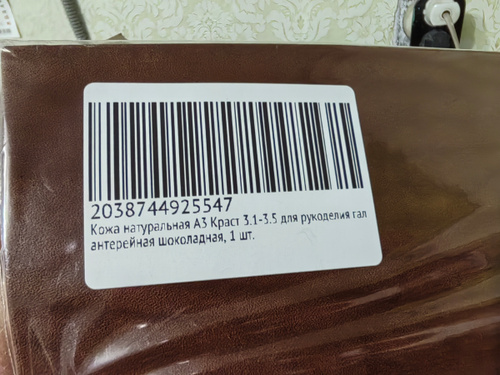 2038744925547
Кожа натуральная А3 Краст 3.1-3.5 для рукоделия гал
антерейная шоколадная, 1 шт.